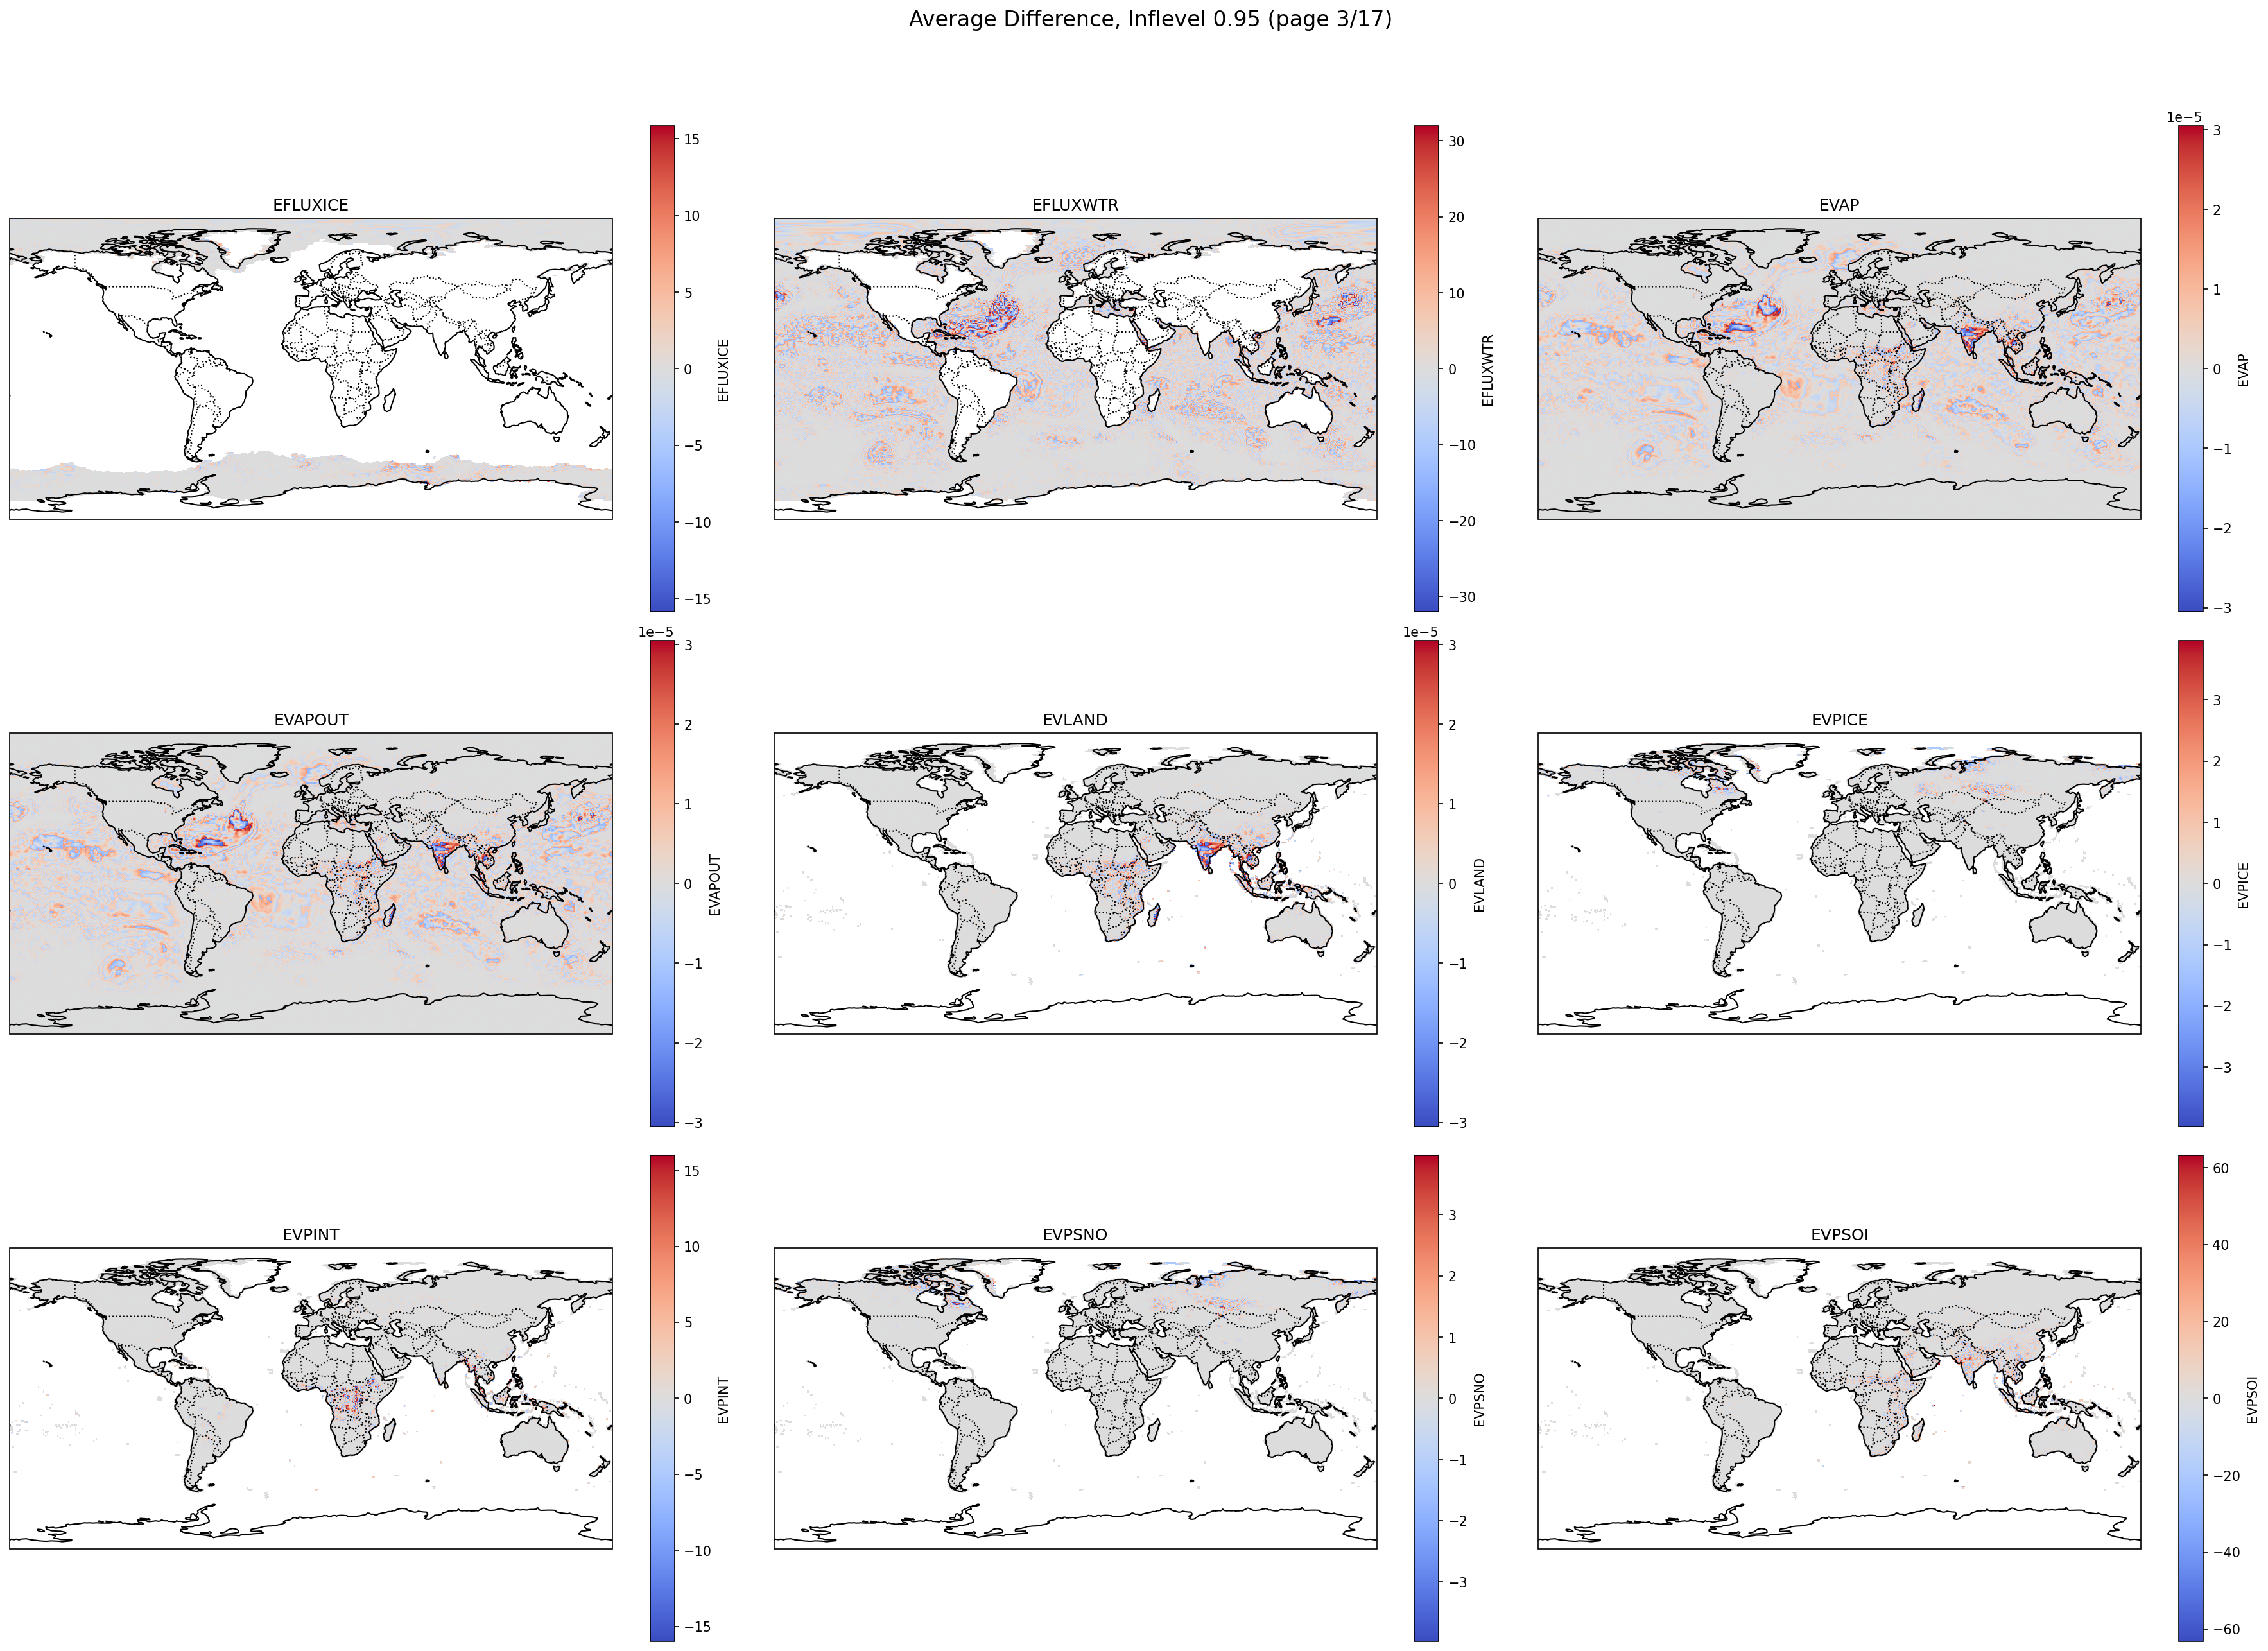 Average Difference, Inflevel 0.95 (page 3/17)
EFLUXICE
15
10
5
0
−5
−10
−15
EFLUXICE
EFLUXWTR
30
20
10
0
−10
−20
−30
EFLUXWTR
EVAP
1e−5
3
2
1
0
−1
−2
−3
EVAP
EVAPOUT
1e−5
3
2
1
0
−1
−2
−3
EVAPOUT
EVLAND
1e−5
3
2
1
0
−1
−2
−3
EVLAND
EVPICE
3
2
1
0
−1
−2
−3
EVPICE
EVPINT
15
10
5
0
−5
−10
−15
EVPINT
EVPSNO
3
2
1
0
−1
−2
−3
EVPSNO
EVPSOI
60
40
20
0
−20
−40
−60
EVPSOI